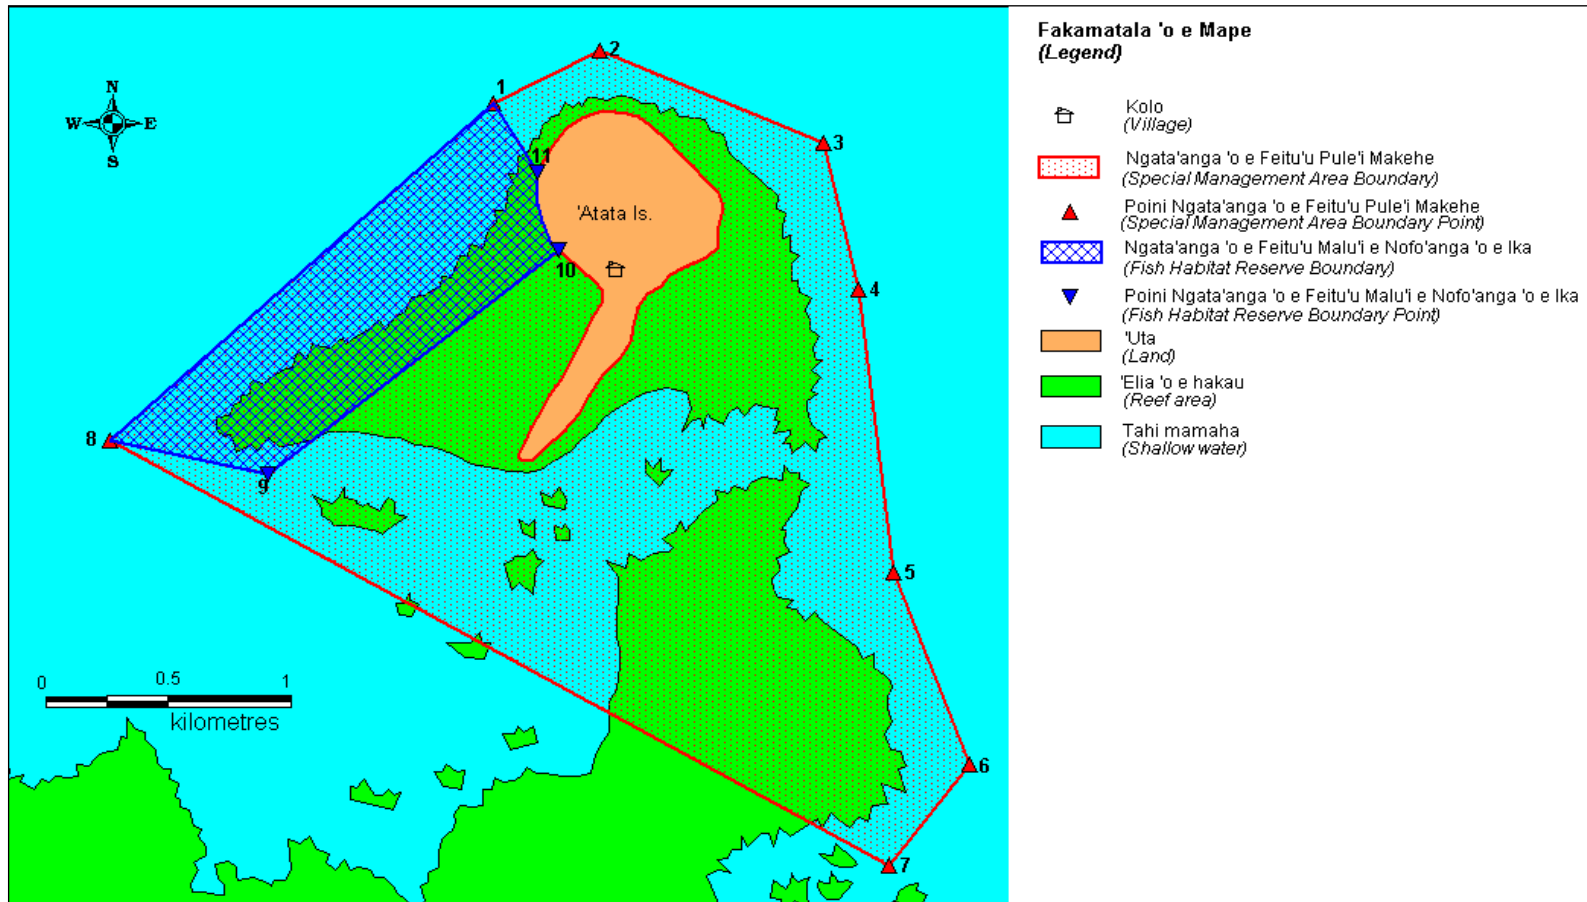 N
W E
S
1
2
3
4
5
6
7
8
9
10
11
'Atata Is.
0 0.5 1
kilometres
Fakamatala 'o e Mape
(Legend)
Kolo
(Village)
Ngata'anga 'o e Feitu'u Pule'i Makehe
(Special Management Area Boundary)
Poini Ngata'anga 'o e Feitu'u Pule'i Makehe
(Special Management Area Boundary Point)
Ngata'anga 'o e Feitu'u Malu'i e Nofo'anga 'o e Ika
(Fish Habitat Reserve Boundary)
Poini Ngata'anga 'o e Feitu'u Malu'i e Nofo'anga 'o e Ika
(Fish Habitat Reserve Boundary Point)
'Uta
(Land)
'Elia 'o e hakau
(Reef area)
Tahi mamaha
(Shallow water)